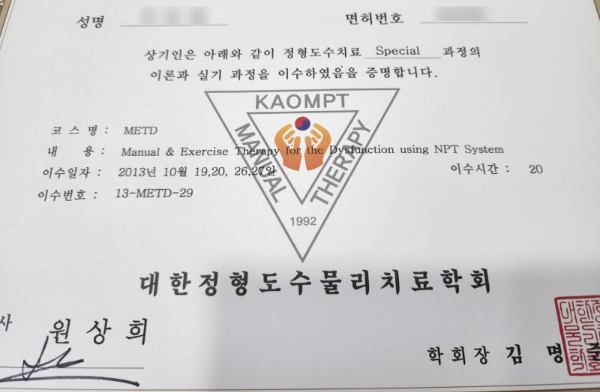 성명
면허번호
상기인은 아래와 같이 정형도수치료 Special 과정의
이론과 실기 과정을 이수하였음을 증명합니다.
KAOMPT
MANUAL THERAPY
1992
코 스 명 : METD
내 용 : Manual & Exercise Therapy for the Dysfunction using NPT System
이수일자 : 2013년 10월 19,20, 26,27일 이수시간 : 20
이수번호 : 13-METD-29
대한정형도수물리치료학회
사 원상희
학회장 김 명 준